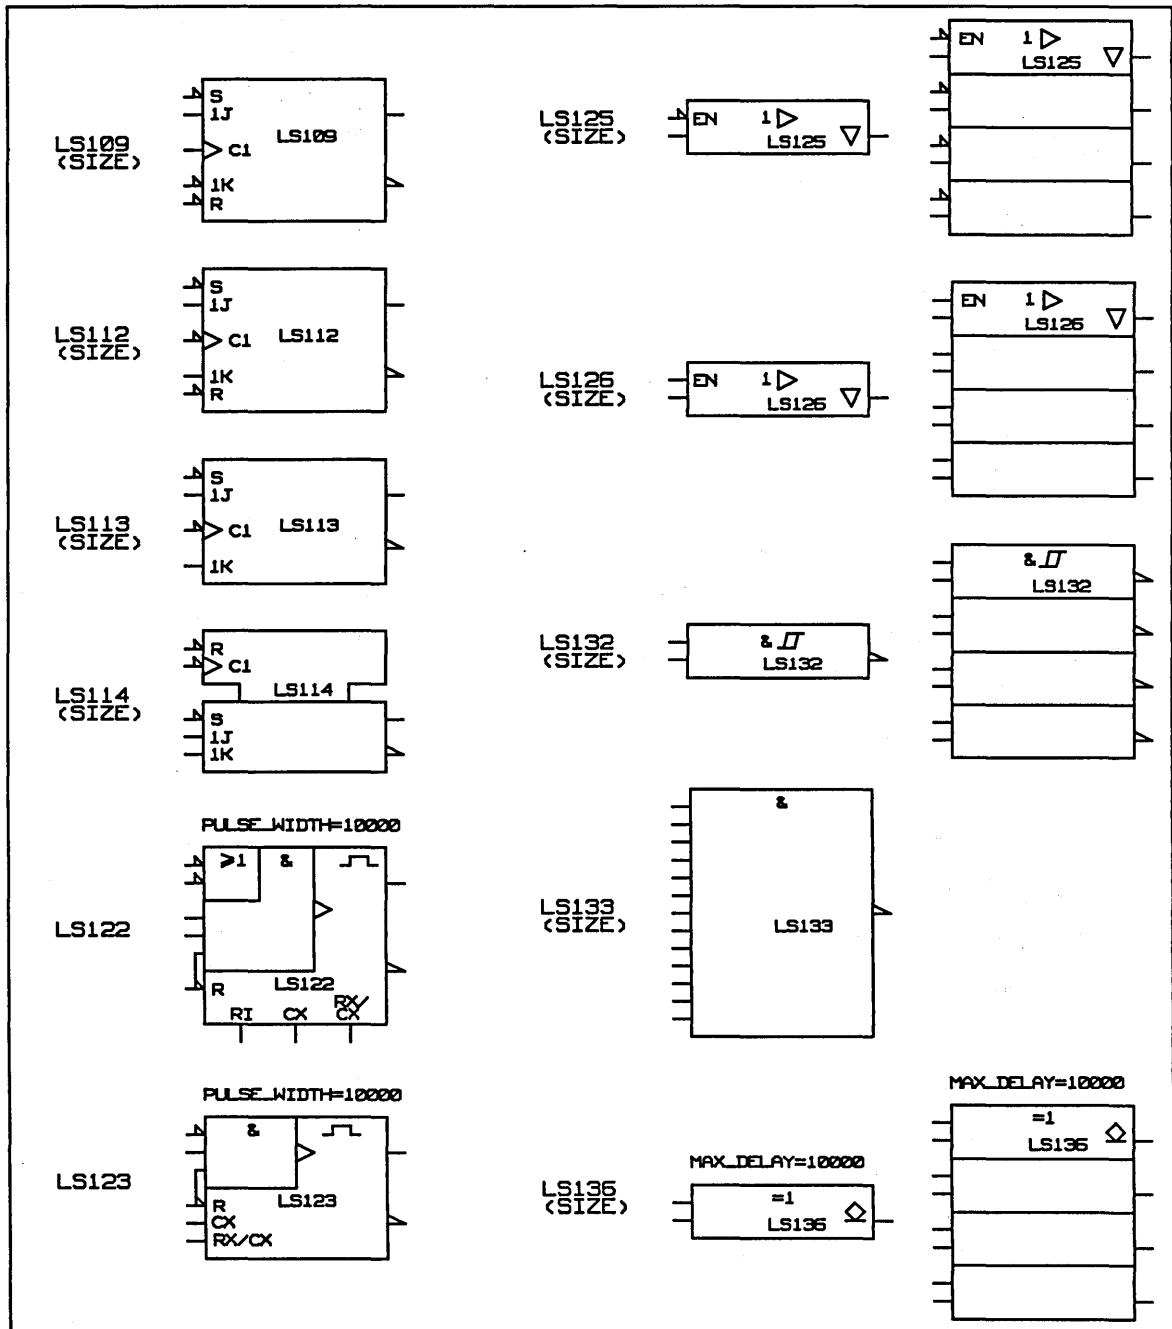 LS109
(SIZE)
S
1J
C1
LS109
1K
R
LS112
(SIZE)
S
1J
C1
LS112
1K
R
LS113
(SIZE)
S
1J
C1
LS113
1K
LS114
(SIZE)
R
C1
LS114
S
1J
1K
PULSE_WIDTH=10000
LS122
≥1
&
LS122
R
RX/
RI CX CX
PULSE_WIDTH=10000
LS123
&
LS123
R
CX
RX/CX
LS125
(SIZE)
EN 1
LS125
EN 1
LS125
LS126
(SIZE)
EN 1
LS126
EN 1
LS126
LS132
(SIZE)
&
LS132
&
LS132
LS133
(SIZE)
&
LS133
LS136
(SIZE)
MAX_DELAY=10000
=1
LS136
MAX_DELAY=10000
=1
LS136